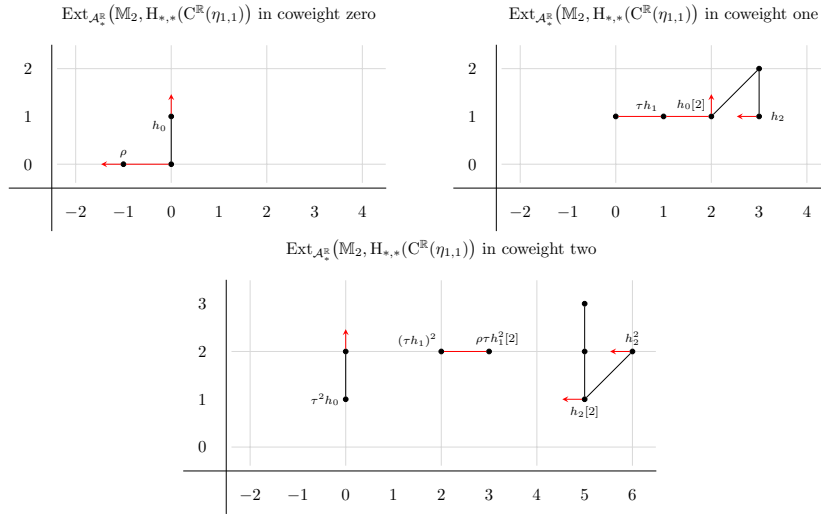 Ext_{𝒜_*^ℝ}(𝕄₂, H_{*,*}(C^ℝ(η_{1,1})) in coweight zero
2
1
0
h₀
ρ
−2 −1 0 1 2 3 4
Ext_{𝒜_*^ℝ}(𝕄₂, H_{*,*}(C^ℝ(η_{1,1})) in coweight one
2
1
0
τh₁
h₀[2]
h₂
−2 −1 0 1 2 3 4
Ext_{𝒜_*^ℝ}(𝕄₂, H_{*,*}(C^ℝ(η_{1,1})) in coweight two
3
2
1
0
(τh₁)²
ρτh₁²[2]
h₂²
τ²h₀
h₂[2]
−2 −1 0 1 2 3 4 5 6